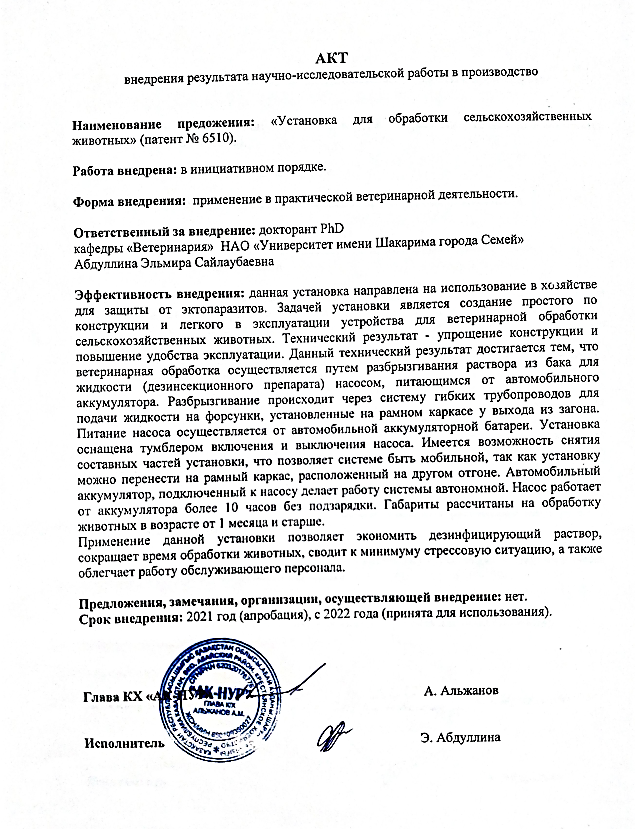 АКТ
внедрения результата научно-исследовательской работы в производство
Наименование предожения: «Установка для обработки сельскохозяйственных
животных» (патент № 6510).
Работа внедрена: в инициативном порядке.
Форма внедрения: применение в практической ветеринарной деятельности.
Ответственный за внедрение: докторант PhD
кафедры «Ветеринария» НАО «Университет имени Шакарима города Семей»
Абдуллина Эльмира Сайлаубаевна
Эффективность внедрения: данная установка направлена на использование в хозяйстве
для защиты от эктопаразитов. Задачей установки является создание простого по
конструкции и легкого в эксплуатации устройства для ветеринарной обработки
сельскохозяйственных животных. Технический результат - упрощение конструкции и
повышение удобства эксплуатации. Данный технический результат достигается тем, что
ветеринарная обработка осуществляется путем разбрызгивания раствора из бака для
жидкости (дезинсекционного препарата) насосом, питающимся от автомобильного
аккумулятора. Разбрызгивание происходит через систему гибких трубопроводов для
подачи жидкости на форсунки, установленные на рамном каркасе у выхода из загона.
Питание насоса осуществляется от автомобильной аккумуляторной батареи. Установка
оснащена тумблером включения и выключения насоса. Имеется возможность снятия
составных частей установки, что позволяет системе быть мобильной, так как установку
можно перенести на рамный каркас, расположенный на другом отгоне. Автомобильный
аккумулятор, подключенный к насосу делает работу системы автономной. Насос работает
от аккумулятора более 10 часов без подзарядки. Габариты рассчитаны на обработку
животных в возрасте от 1 месяца и старше.
Применение данной установки позволяет экономить дезинфицирующий раствор,
сокращает время обработки животных, сводит к минимуму стрессовую ситуацию, а также
облегчает работу обслуживающего персонала.
Предложения, замечания, организации, осуществляющей внедрение: нет.
Срок внедрения: 2021 год (апробация), с 2022 года (принята для использования).
Глава КХ
А. Альжанов
ГЛАВА КХ
АЛЬЖАНОВ А.М.
Исполнитель
Э. Абдуллина